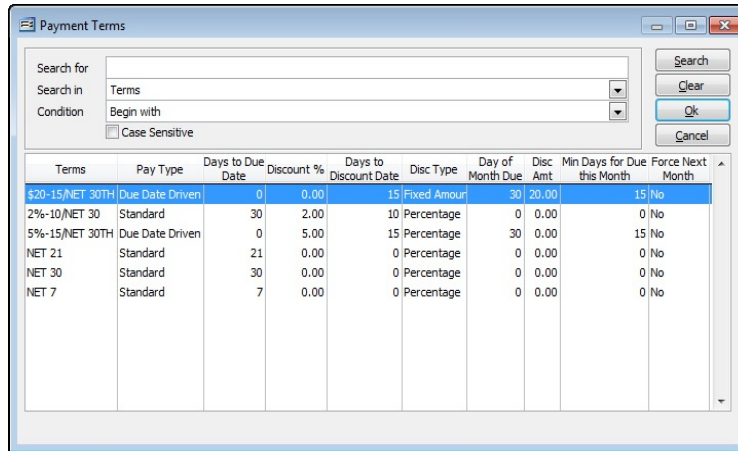 Payment Terms
Search for
Search
Search in Terms
Clear
Condition Begin with
Ok
Case Sensitive
Cancel
Terms Pay Type Days to Due Date Discount % Days to Discount Date Disc Type Day of Month Due Disc Amt Min Days for Due this Month Force Next Month
$20-15/NET 30TH Due Date Driven 0 0.00 15 Fixed Amour 30 20.00 15 No
2%-10/NET 30 Standard 30 2.00 10 Percentage 0 0.00 0 No
5%-15/NET 30TH Due Date Driven 0 5.00 15 Percentage 30 0.00 15 No
NET 21 Standard 21 0.00 0 Percentage 0 0.00 0 No
NET 30 Standard 30 0.00 0 Percentage 0 0.00 0 No
NET 7 Standard 7 0.00 0 Percentage 0 0.00 0 No